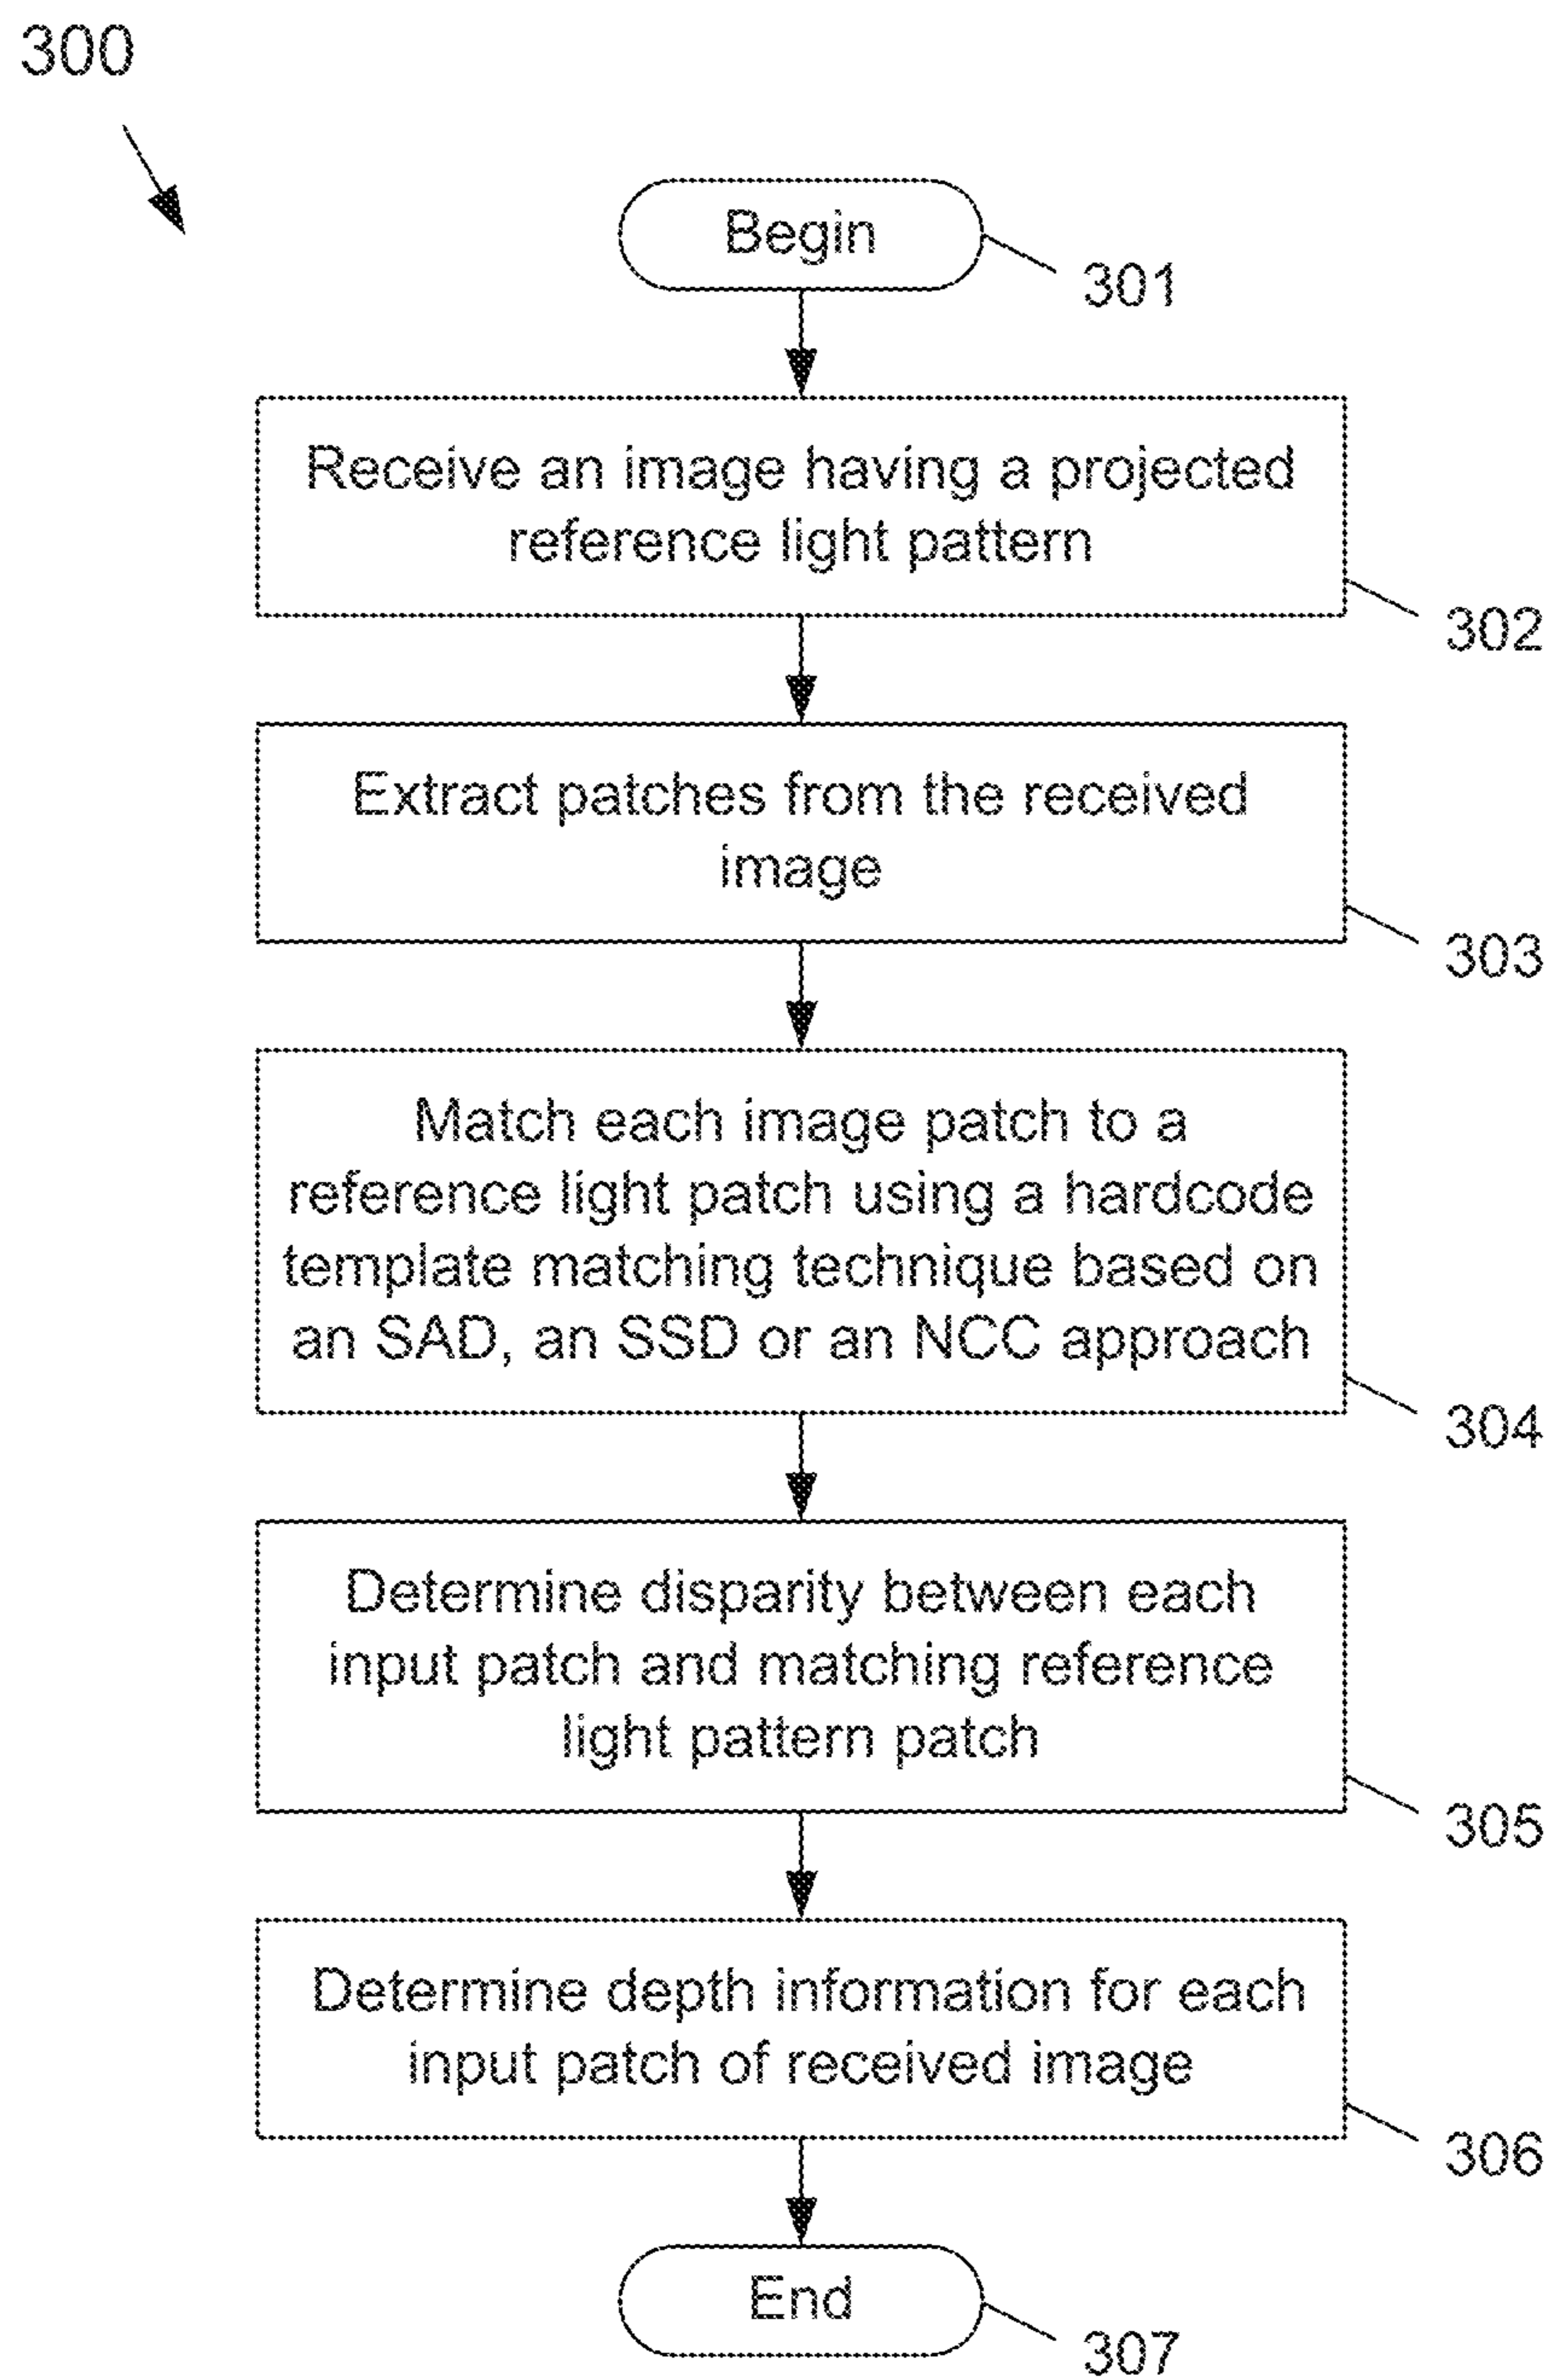 300
Begin
301
Receive an image having a projected
reference light pattern
302
Extract patches from the received
image
303
Match each image patch to a
reference light patch using a hardcode
template matching technique based on
an SAD, an SSD or an NCC approach
304
Determine disparity between each
input patch and matching reference
light pattern patch
305
Determine depth information for each
input patch of received image
306
End
307